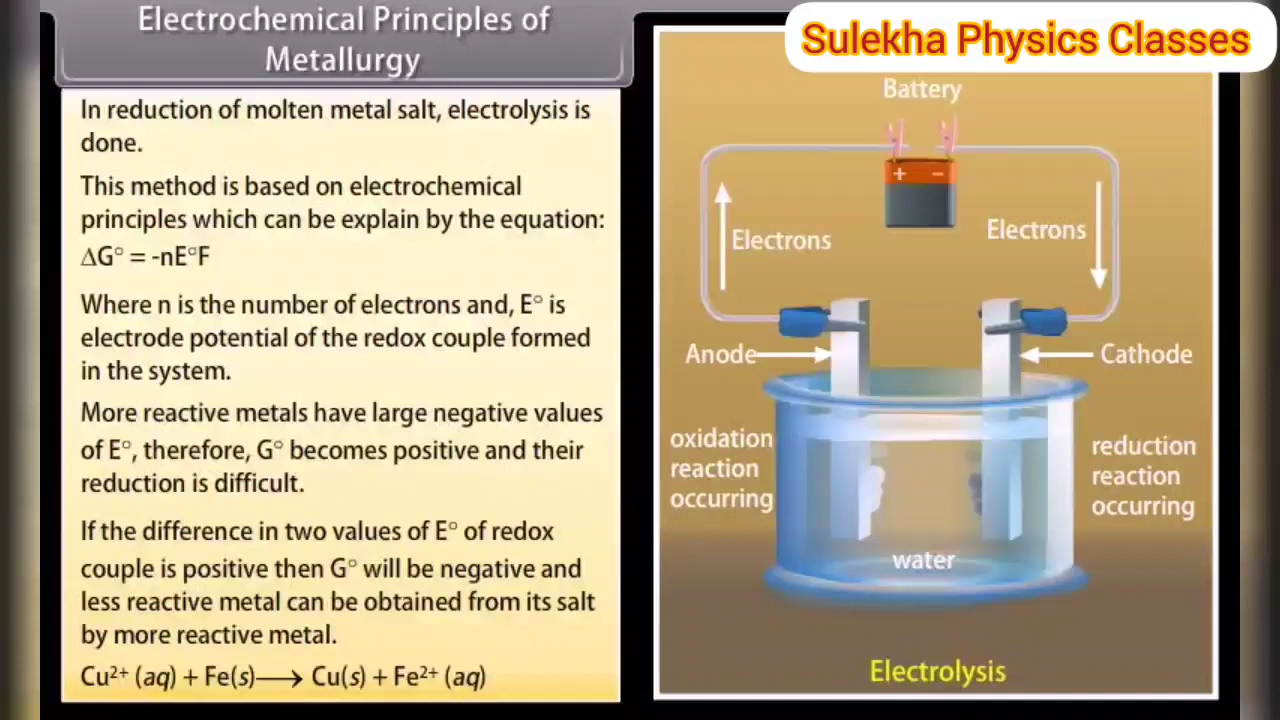 Electrochemical Principles of
Metallurgy
In reduction of molten metal salt, electrolysis is
done.
This method is based on electrochemical
principles which can be explain by the equation:
ΔG° = -nE°F
Where n is the number of electrons and, E° is
electrode potential of the redox couple formed
in the system.
More reactive metals have large negative values
of E°, therefore, G° becomes positive and their
reduction is difficult.
If the difference in two values of E° of redox
couple is positive then G° will be negative and
less reactive metal can be obtained from its salt
by more reactive metal.
Cu²⁺ (aq) + Fe(s) ⟶ Cu(s) + Fe²⁺ (aq)
Sulekha Physics Classes
Battery
+ −
Electrons
Electrons
Anode
Cathode
oxidation
reaction
occurring
reduction
reaction
occurring
water
Electrolysis